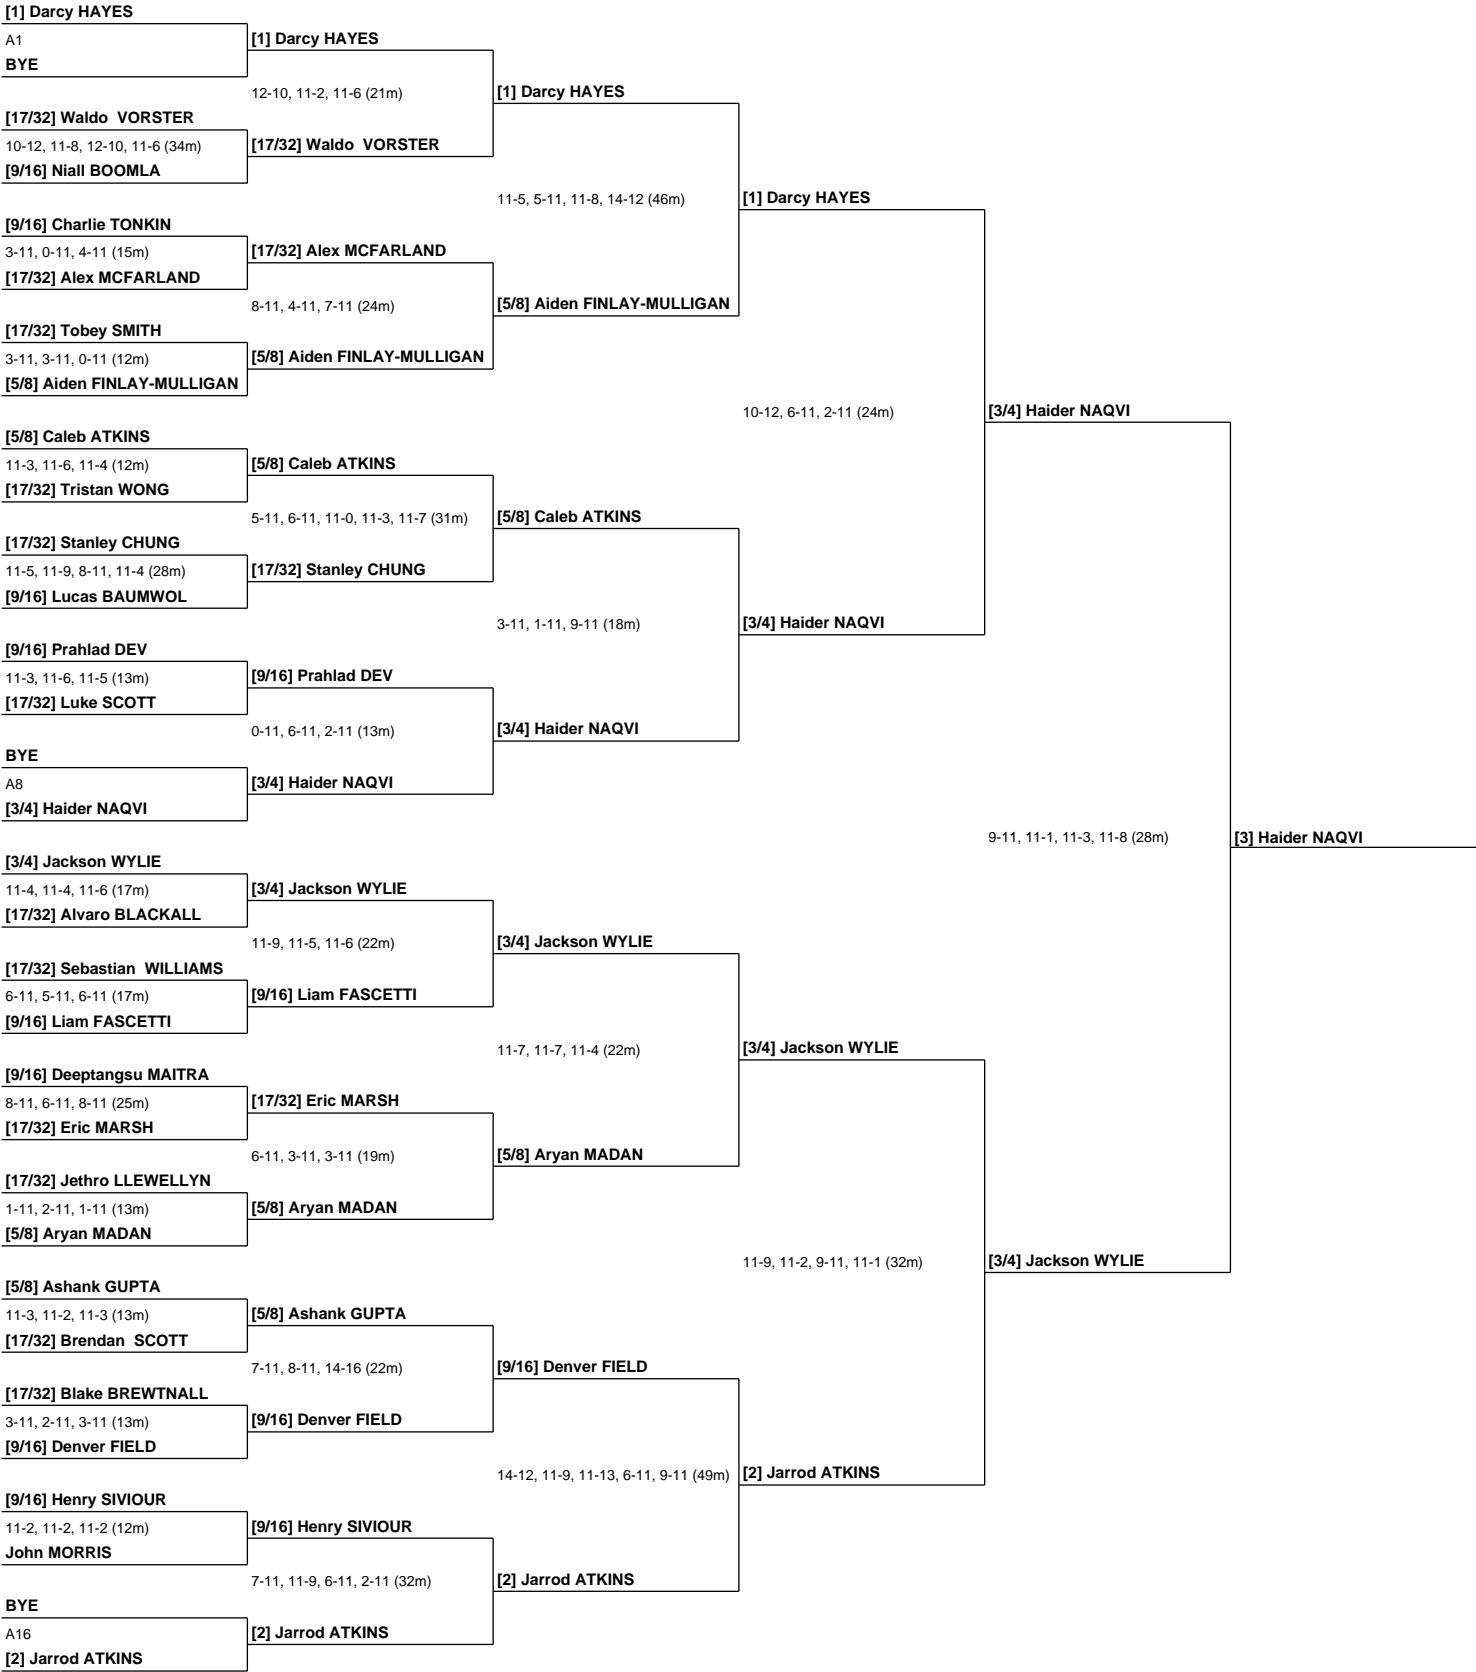 [1] Darcy HAYES
A1
BYE
[17/32] Waldo  VORSTER
10-12, 11-8, 12-10, 11-6 (34m)
[9/16] Niall BOOMLA
[9/16] Charlie TONKIN
3-11, 0-11, 4-11 (15m)
[17/32] Alex MCFARLAND
[17/32] Tobey SMITH
3-11, 3-11, 0-11 (12m)
[5/8] Aiden FINLAY-MULLIGAN
[5/8] Caleb ATKINS
11-3, 11-6, 11-4 (12m)
[17/32] Tristan WONG
[17/32] Stanley CHUNG
11-5, 11-9, 8-11, 11-4 (28m)
[9/16] Lucas BAUMWOL
[9/16] Prahlad DEV
11-3, 11-6, 11-5 (13m)
[17/32] Luke SCOTT
BYE
A8
[3/4] Haider NAQVI
[3/4] Jackson WYLIE
11-4, 11-4, 11-6 (17m)
[17/32] Alvaro BLACKALL
[17/32] Sebastian  WILLIAMS
6-11, 5-11, 6-11 (17m)
[9/16] Liam FASCETTI
[9/16] Deeptangsu MAITRA
8-11, 6-11, 8-11 (25m)
[17/32] Eric MARSH
[17/32] Jethro LLEWELLYN
1-11, 2-11, 1-11 (13m)
[5/8] Aryan MADAN
[5/8] Ashank GUPTA
11-3, 11-2, 11-3 (13m)
[17/32] Brendan  SCOTT
[17/32] Blake BREWTNALL
3-11, 2-11, 3-11 (13m)
[9/16] Denver FIELD
[9/16] Henry SIVIOUR
11-2, 11-2, 11-2 (12m)
John MORRIS
BYE
A16
[2] Jarrod ATKINS
[1] Darcy HAYES
12-10, 11-2, 11-6 (21m)
[17/32] Waldo  VORSTER
[17/32] Alex MCFARLAND
8-11, 4-11, 7-11 (24m)
[5/8] Aiden FINLAY-MULLIGAN
[5/8] Caleb ATKINS
5-11, 6-11, 11-0, 11-3, 11-7 (31m)
[17/32] Stanley CHUNG
[9/16] Prahlad DEV
0-11, 6-11, 2-11 (13m)
[3/4] Haider NAQVI
[3/4] Jackson WYLIE
11-9, 11-5, 11-6 (22m)
[9/16] Liam FASCETTI
[17/32] Eric MARSH
6-11, 3-11, 3-11 (19m)
[5/8] Aryan MADAN
[5/8] Ashank GUPTA
7-11, 8-11, 14-16 (22m)
[9/16] Denver FIELD
[9/16] Henry SIVIOUR
7-11, 11-9, 6-11, 2-11 (32m)
[2] Jarrod ATKINS
[1] Darcy HAYES
11-5, 5-11, 11-8, 14-12 (46m)
[5/8] Aiden FINLAY-MULLIGAN
[5/8] Caleb ATKINS
3-11, 1-11, 9-11 (18m)
[3/4] Haider NAQVI
[3/4] Jackson WYLIE
11-7, 11-7, 11-4 (22m)
[5/8] Aryan MADAN
[9/16] Denver FIELD
14-12, 11-9, 11-13, 6-11, 9-11 (49m)
[2] Jarrod ATKINS
[1] Darcy HAYES
10-12, 6-11, 2-11 (24m)
[3/4] Haider NAQVI
[3/4] Jackson WYLIE
11-9, 11-2, 9-11, 11-1 (32m)
[2] Jarrod ATKINS
[3/4] Haider NAQVI
9-11, 11-1, 11-3, 11-8 (28m)
[3/4] Jackson WYLIE
[3] Haider NAQVI